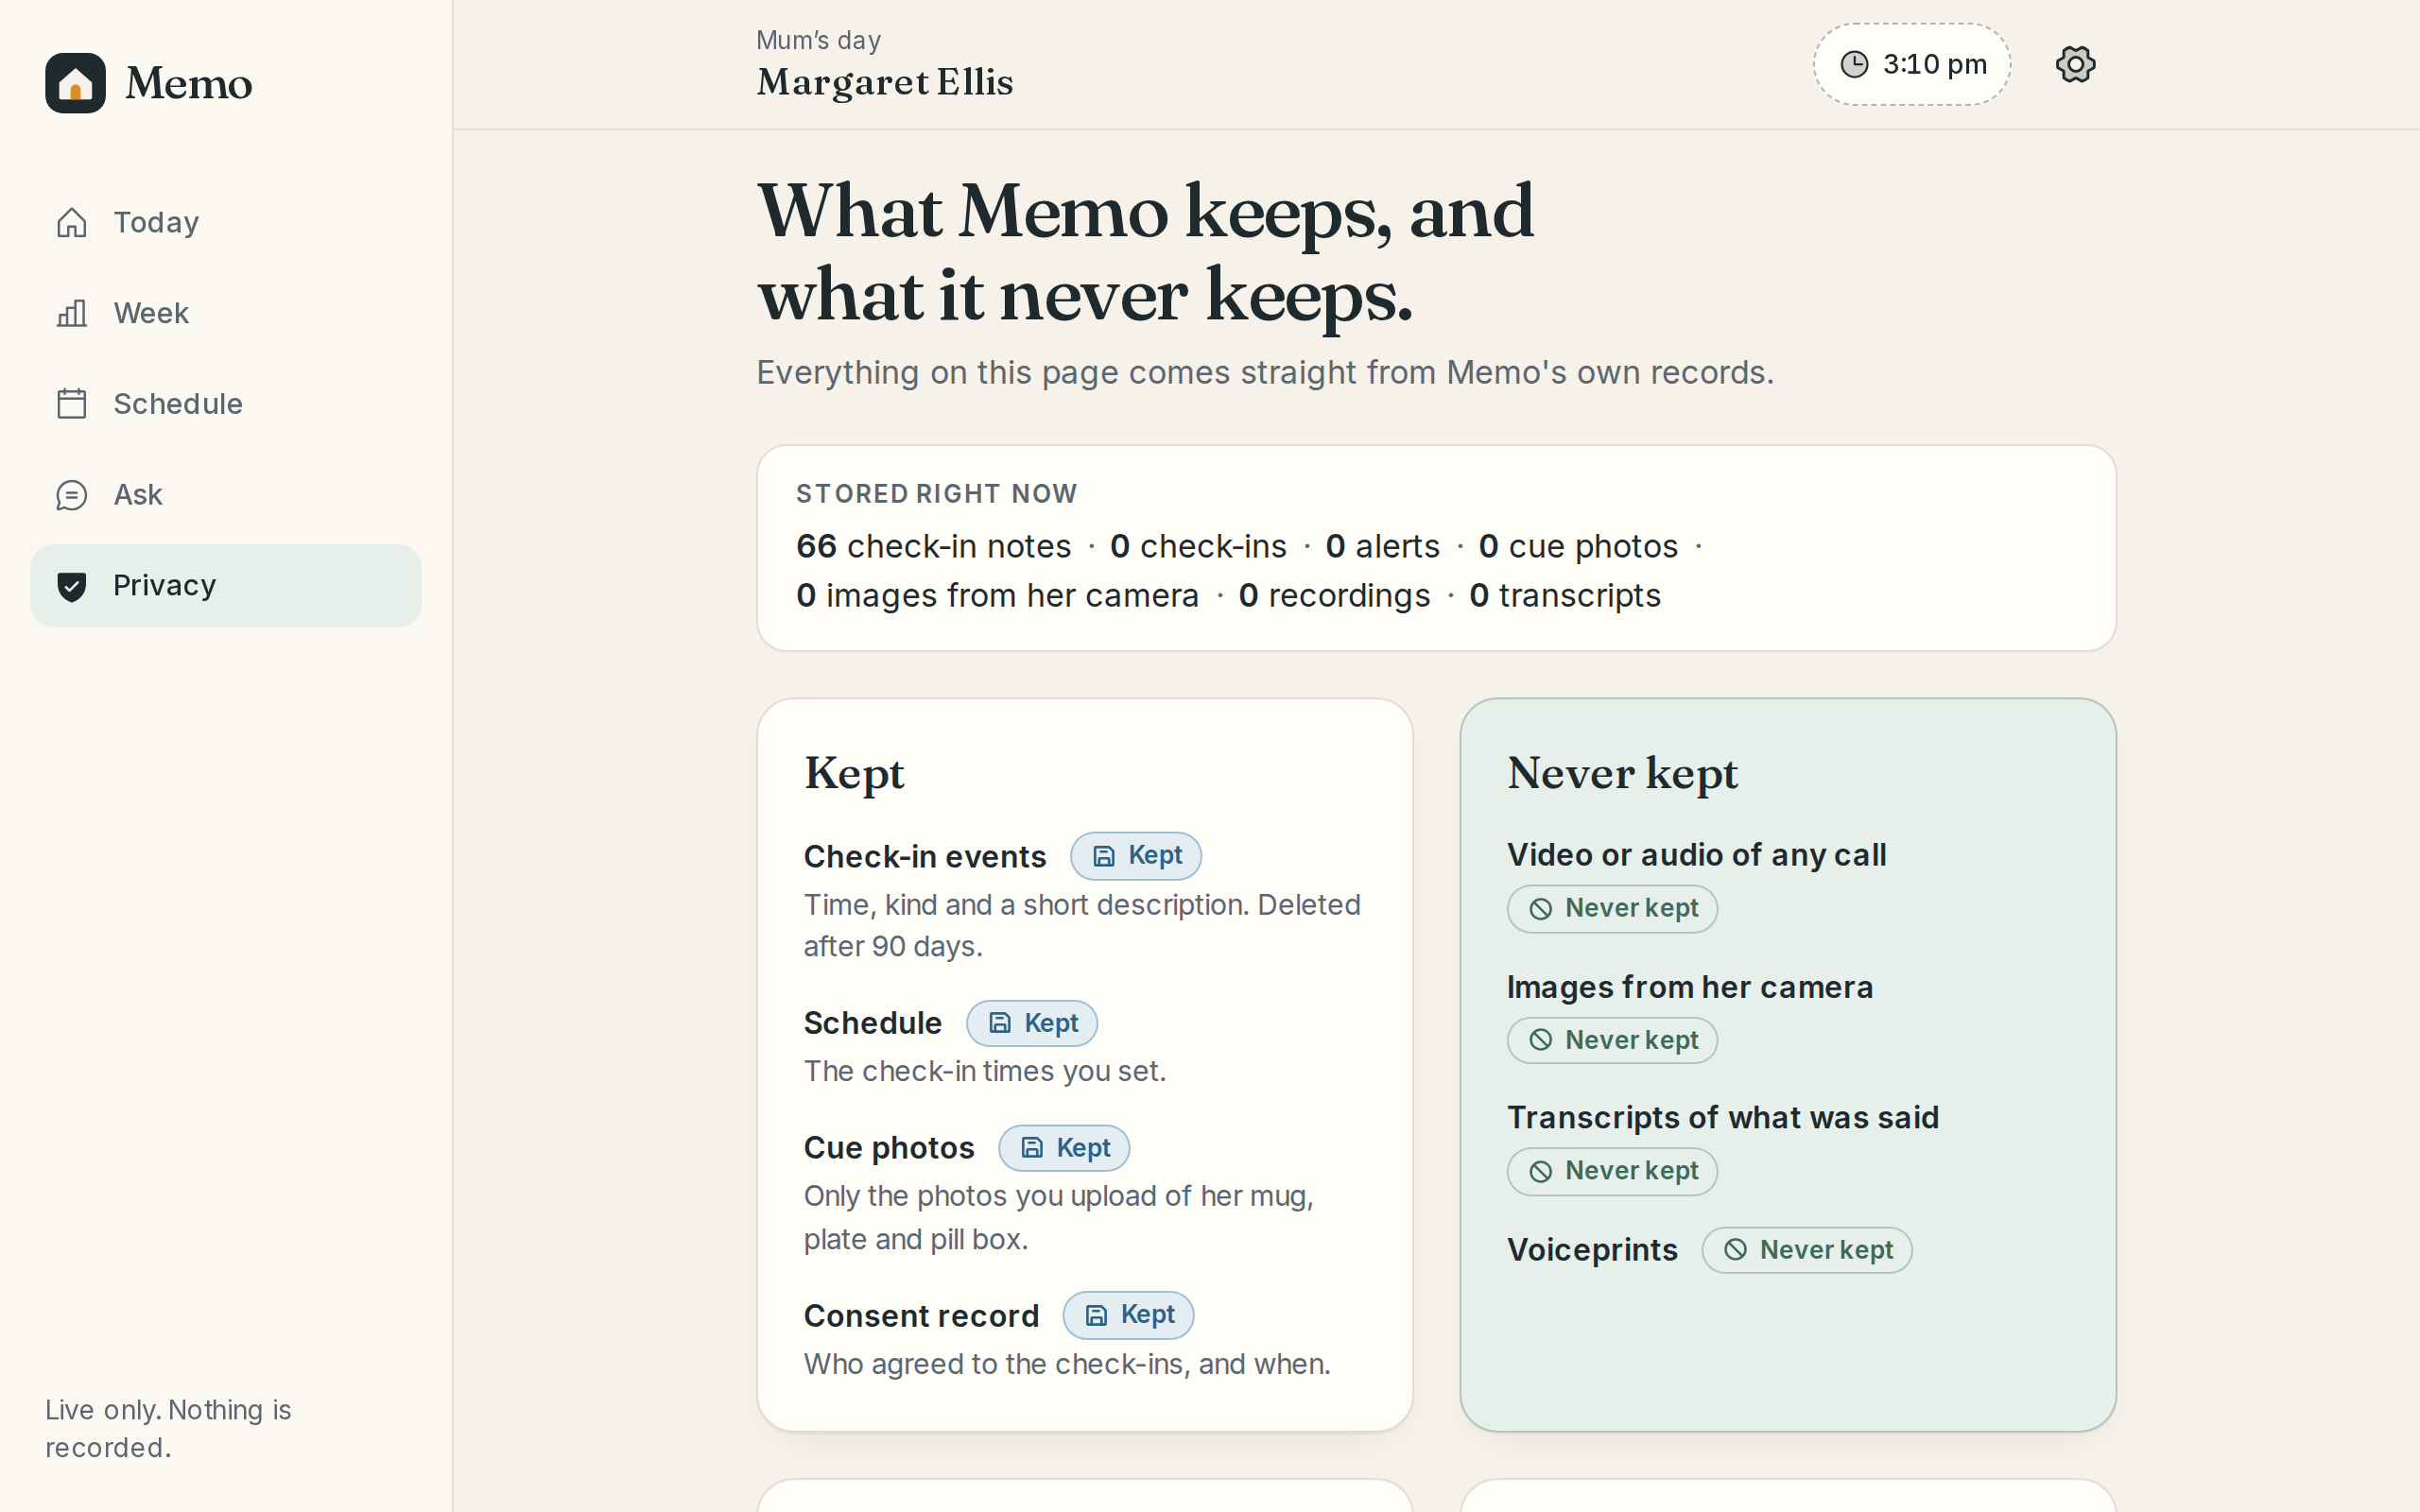 Memo
Today
Week
Schedule
Ask
Privacy
Live only. Nothing is
recorded.
Mum’s day
Margaret Ellis
3:10 pm
What Memo keeps, and
what it never keeps.
Everything on this page comes straight from Memo's own records.
STORED RIGHT NOW
66 check-in notes · 0 check-ins · 0 alerts · 0 cue photos ·
0 images from her camera · 0 recordings · 0 transcripts
Kept
Check-in events Kept
Time, kind and a short description. Deleted
after 90 days.
Schedule Kept
The check-in times you set.
Cue photos Kept
Only the photos you upload of her mug,
plate and pill box.
Consent record Kept
Who agreed to the check-ins, and when.
Never kept
Video or audio of any call
Never kept
Images from her camera
Never kept
Transcripts of what was said
Never kept
Voiceprints Never kept